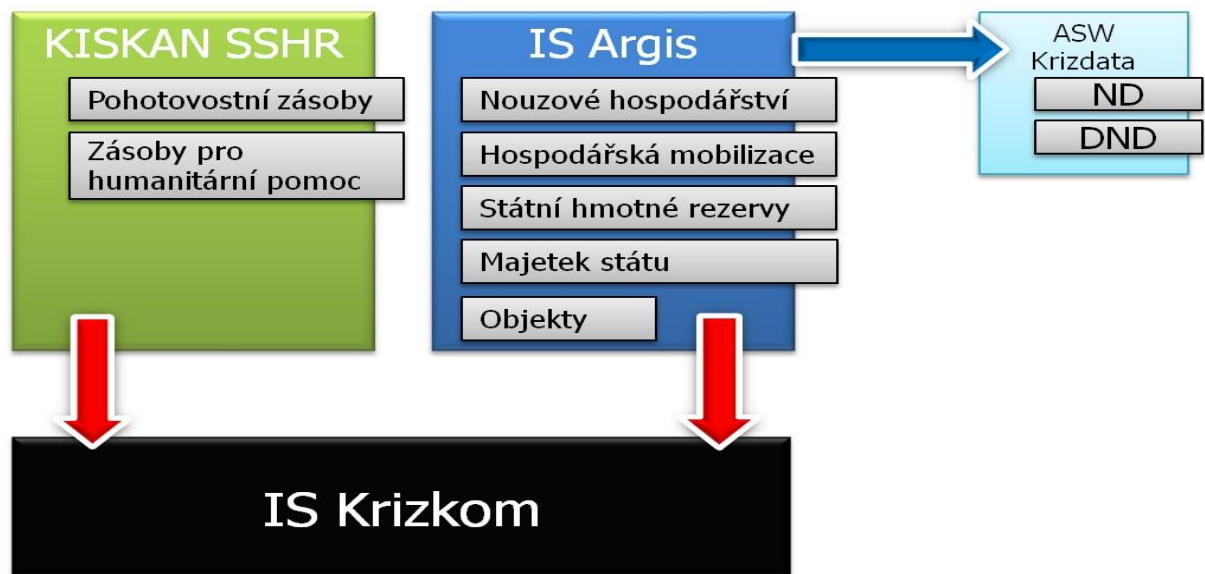 KISKAN SSHR
Pohotovostní zásoby
Zásoby pro
humanitární pomoc
IS Argis
Nouzové hospodářství
Hospodářská mobilizace
Státní hmotné rezervy
Majetek státu
Objekty
ASW
Krizdata
ND
DND
IS Krizkom